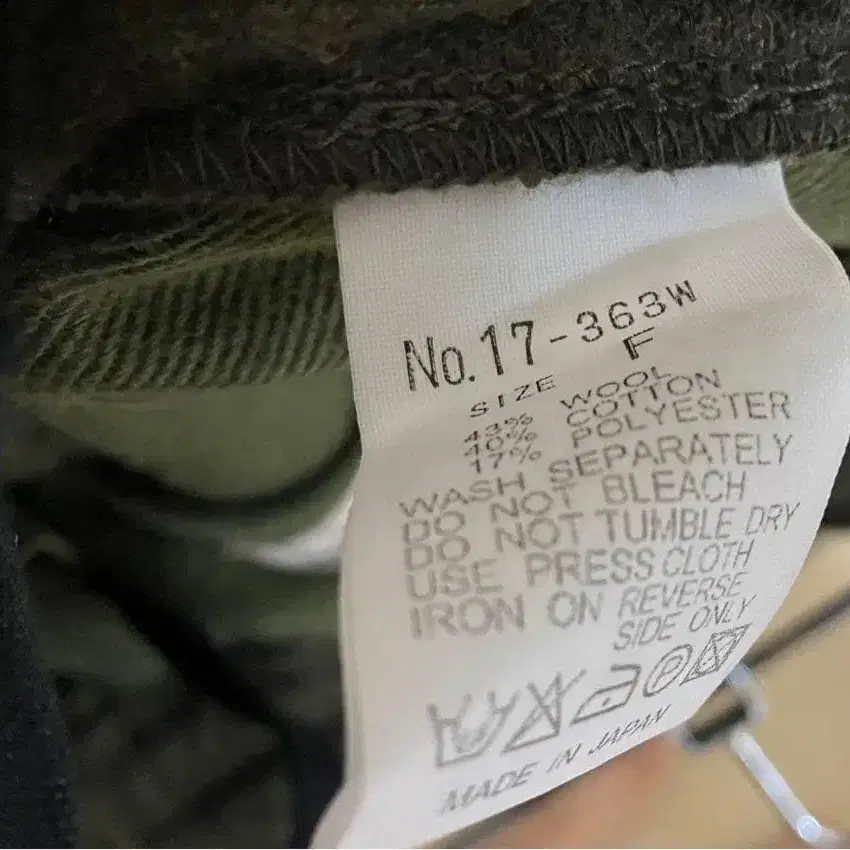 No. 17-363W
SIZE F
43% WOOL
40% COTTON
17% POLYESTER
WASH SEPARATELY
DO NOT BLEACH
DO NOT TUMBLE DRY
USE PRESS CLOTH
IRON ON REVERSE
SIDE ONLY
P
MADE IN JAPAN